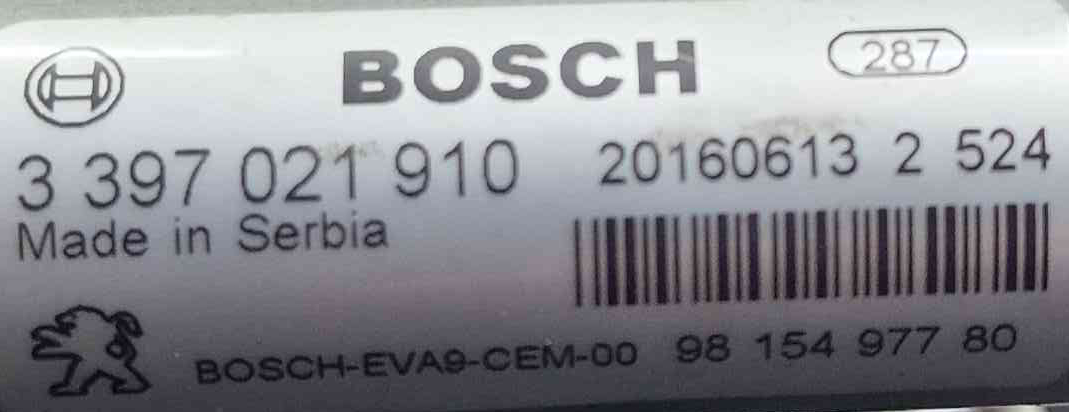 BOSCH 287
3 397 021 910 20160613 2 524
Made in Serbia
BOSCH-EVA9-CEM-00 98 154 977 80